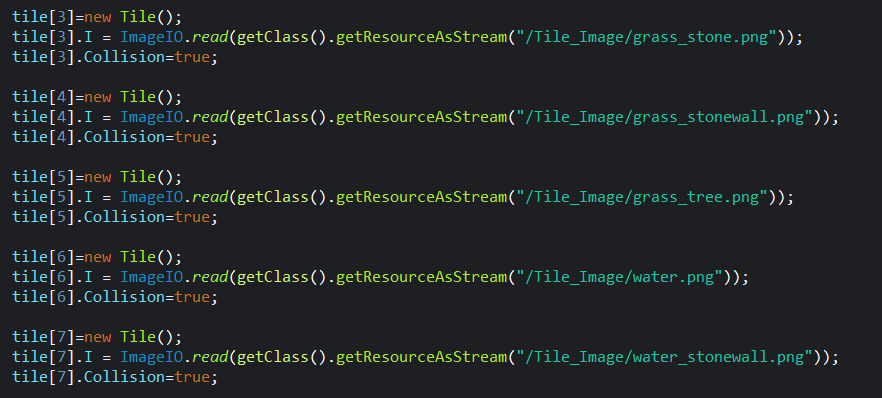 tile[3]=new Tile();
tile[3].I = ImageIO.read(getClass().getResourceAsStream("/Tile_Image/grass_stone.png"));
tile[3].Collision=true;
tile[4]=new Tile();
tile[4].I = ImageIO.read(getClass().getResourceAsStream("/Tile_Image/grass_stonewall.png"));
tile[4].Collision=true;
tile[5]=new Tile();
tile[5].I = ImageIO.read(getClass().getResourceAsStream("/Tile_Image/grass_tree.png"));
tile[5].Collision=true;
tile[6]=new Tile();
tile[6].I = ImageIO.read(getClass().getResourceAsStream("/Tile_Image/water.png"));
tile[6].Collision=true;
tile[7]=new Tile();
tile[7].I = ImageIO.read(getClass().getResourceAsStream("/Tile_Image/water_stonewall.png"));
tile[7].Collision=true;